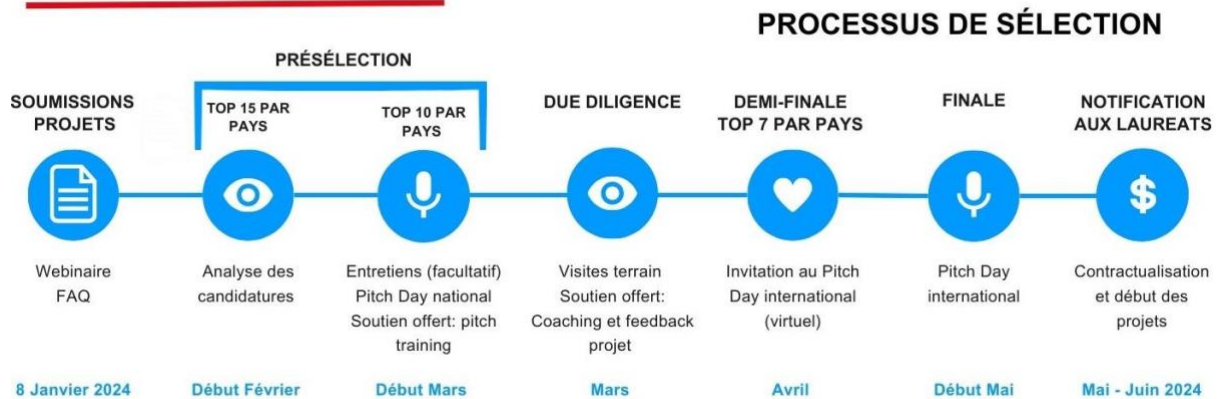 PROCESSUS DE SÉLECTION
PRÉSÉLECTION
SOUMISSIONS
PROJETS
TOP 15 PAR
PAYS
TOP 10 PAR
PAYS
DUE DILIGENCE
DEMI-FINALE
TOP 7 PAR PAYS
FINALE
NOTIFICATION
AUX LAUREATS
$
Webinaire
FAQ
Analyse des
candidatures
Entretiens (facultatif)
Pitch Day national
Soutien offert: pitch
training
Visites terrain
Soutien offert:
Coaching et feedback
projet
Invitation au Pitch
Day international
(virtuel)
Pitch Day
international
Contractualisation
et début des
projets
8 Janvier 2024
Début Février
Début Mars
Mars
Avril
Début Mai
Mai - Juin 2024